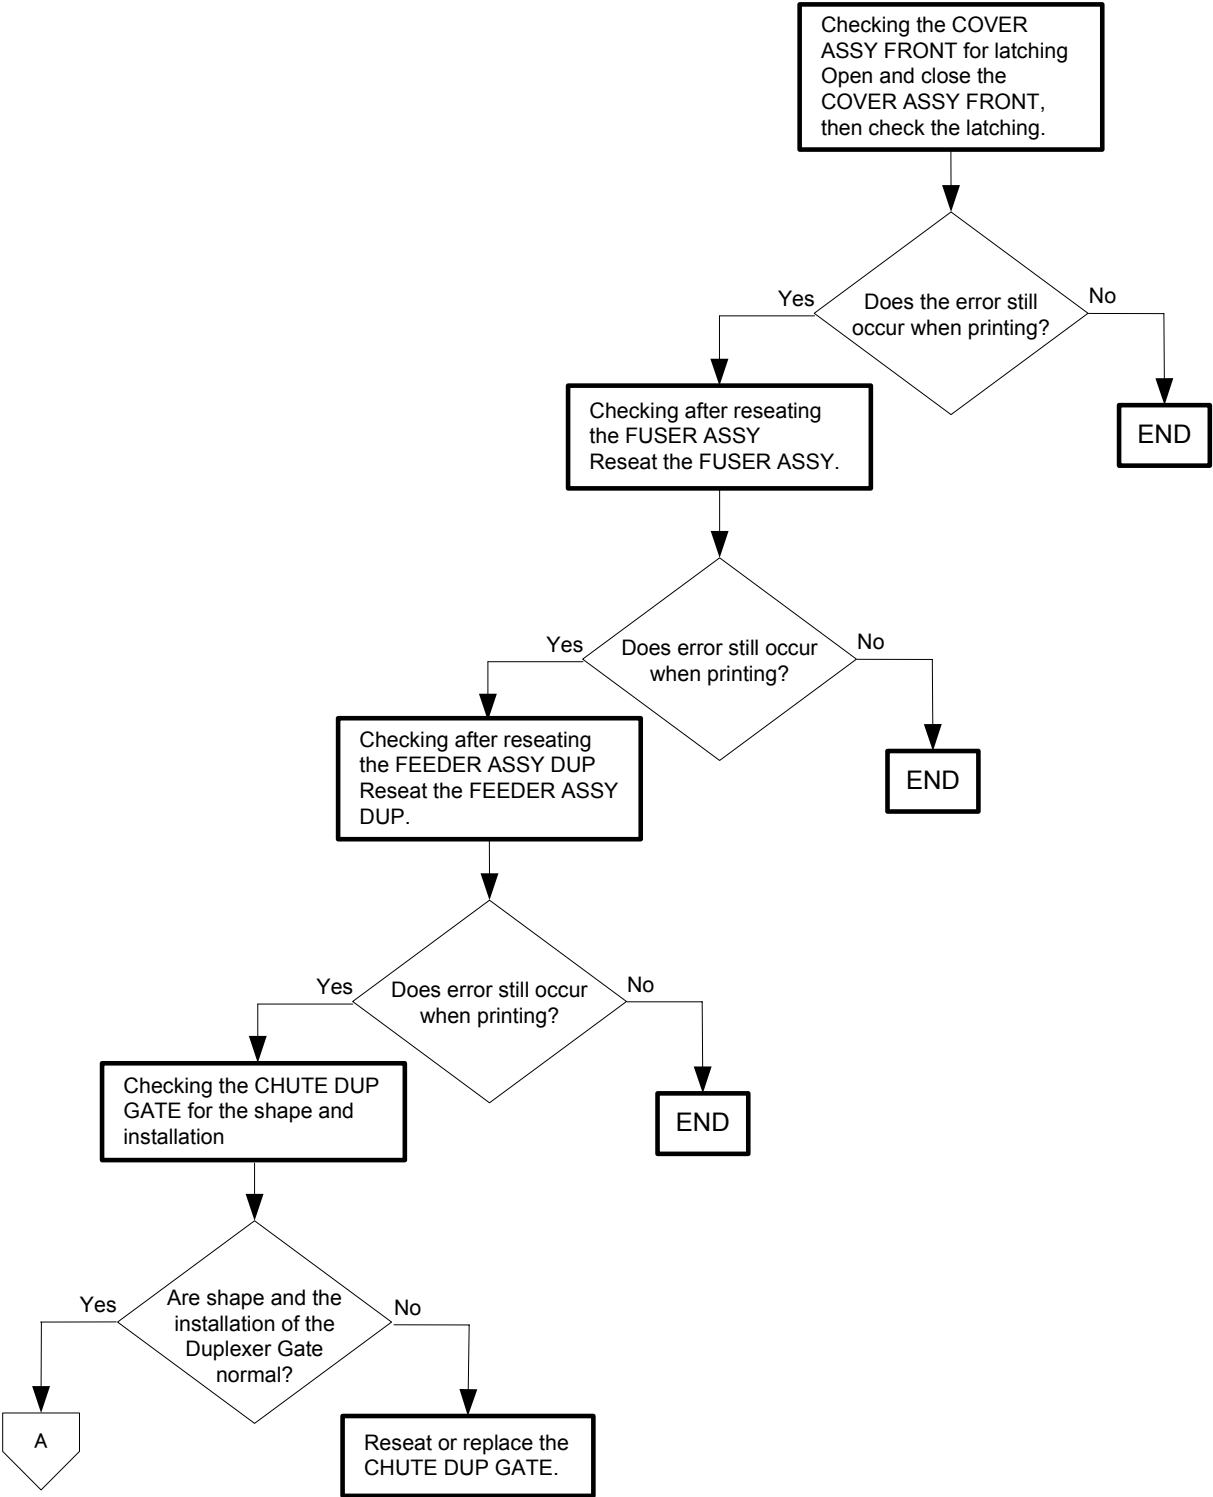 Checking the COVER
ASSY FRONT for latching
Open and close the
COVER ASSY FRONT,
then check the latching.
Yes
Does the error still
occur when printing?
No
Checking after reseating
the FUSER ASSY
Reseat the FUSER ASSY.
END
Yes
Does error still occur
when printing?
No
Checking after reseating
the FEEDER ASSY DUP
Reseat the FEEDER ASSY
DUP.
END
Yes
Does error still occur
when printing?
No
Checking the CHUTE DUP
GATE for the shape and
installation
END
Yes
Are shape and the
installation of the
Duplexer Gate
normal?
No
A
Reseat or replace the
CHUTE DUP GATE.